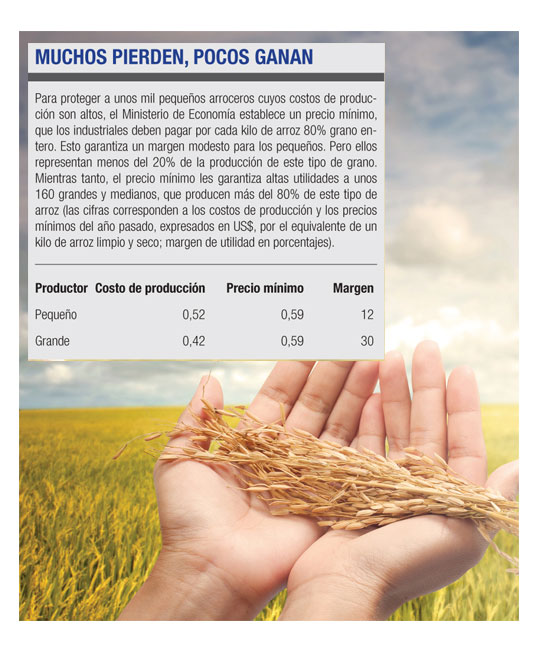 MUCHOS PIERDEN, POCOS GANAN
Para proteger a unos mil pequeños arroceros cuyos costos de produc-
ción son altos, el Ministerio de Economía establece un precio mínimo,
que los industriales deben pagar por cada kilo de arroz 80% grano en-
tero. Esto garantiza un margen modesto para los pequeños. Pero ellos
representan menos del 20% de la producción de este tipo de grano.
Mientras tanto, el precio mínimo les garantiza altas utilidades a unos
160 grandes y medianos, que producen más del 80% de este tipo de
arroz (las cifras corresponden a los costos de producción y los precios
mínimos del año pasado, expresados en US$, por el equivalente de un
kilo de arroz limpio y seco; margen de utilidad en porcentajes).
Productor Costo de producción Precio mínimo Margen
Pequeño 0,52 0,59 12
Grande 0,42 0,59 30